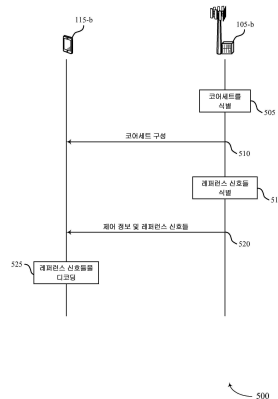 115-b
105-b
코어세트를
식별
505
코어세트 구성
510
레퍼런스 신호들
식별
51
제어 정보 및 레퍼런스 신호들
520
525
레퍼런스 신호들를
디코딩
500